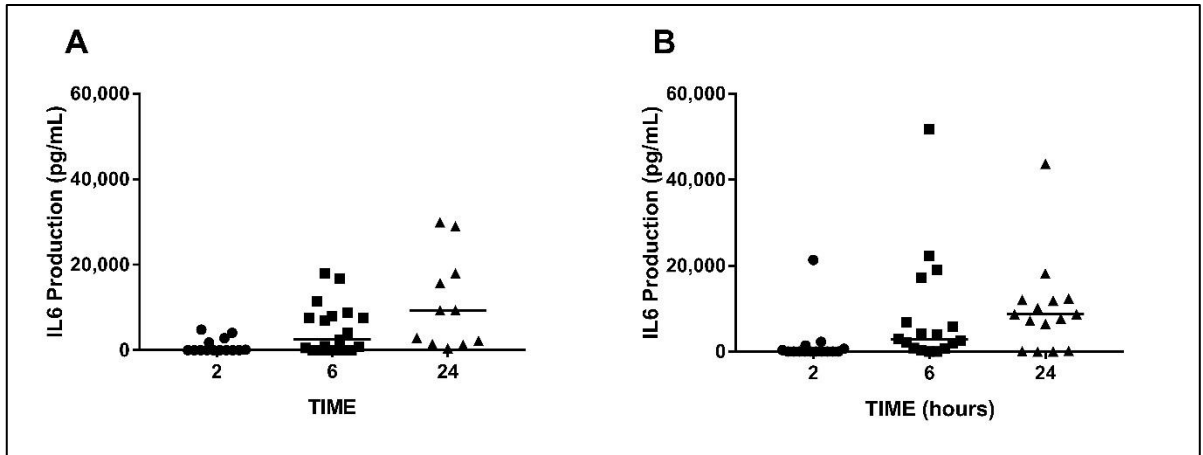 A
IL6 Production (pg/mL)
60,000
40,000
20,000
0
2 6 24
TIME
B
IL6 Production (pg/mL)
60,000
40,000
20,000
0
2 6 24
TIME (hours)